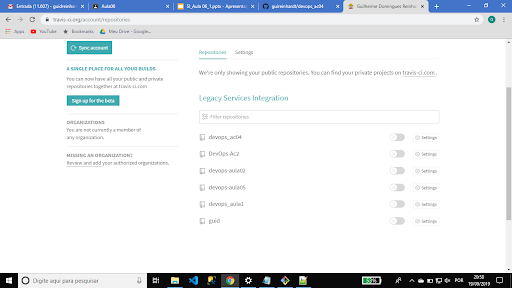 Entrada (11.607) - guireinha
Aula08
SI_Aula 08_1.pptx - Apresenta
guireinhardt/devops_ac04
Guilherme Domingues Reinha
travis-ci.org/account/repositories
Apps
YouTube
Bookmarks
Meu Drive - Google...
Sync account
A SINGLE PLACE FOR ALL YOUR BUILDS
You can now have all your public and private
repositories together at travis-ci.com
Sign up for the beta
ORGANIZATIONS
You are not currently a member of
any organization.
MISSING AN ORGANIZATION?
Review and add your authorized organizations.
Repositories
Settings
We're only showing your public repositories. You can find your private projects on travis-ci.com .
Legacy Services Integration
Filter repositories
devops_ac04
Settings
DevOps-Ac2
Settings
devops-aula02
Settings
devops-aula05
Settings
devops_aula1
Settings
guid
Settings
Digite aqui para pesquisar
POR
20:58
19/09/2019